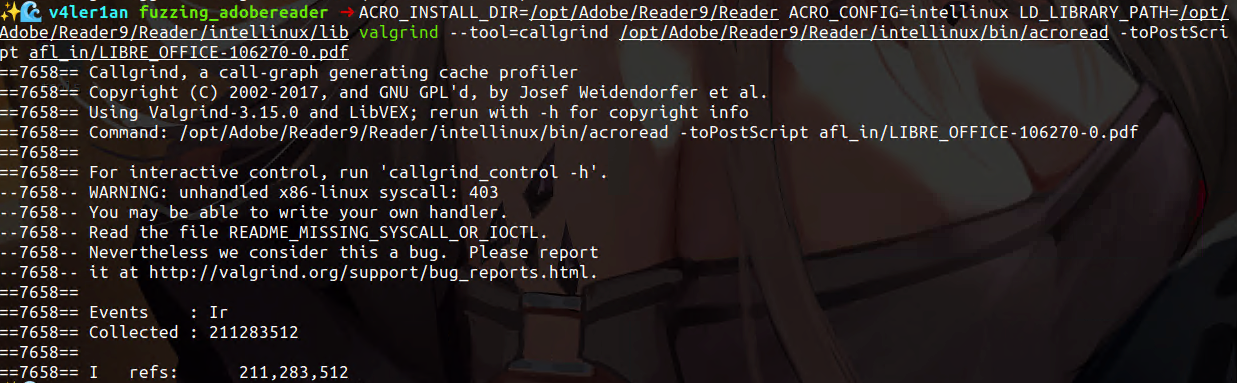 ✨🌊 v4ler1an fuzzing_adobereader ➜ ACRO_INSTALL_DIR=/opt/Adobe/Reader9/Reader ACRO_CONFIG=intellinux LD_LIBRARY_PATH=/opt/
Adobe/Reader9/Reader/intellinux/lib valgrind --tool=callgrind /opt/Adobe/Reader9/Reader/intellinux/bin/acroread -toPostScri
pt afl_in/LIBRE_OFFICE-106270-0.pdf
==7658== Callgrind, a call-graph generating cache profiler
==7658== Copyright (C) 2002-2017, and GNU GPL'd, by Josef Weidendorfer et al.
==7658== Using Valgrind-3.15.0 and LibVEX; rerun with -h for copyright info
==7658== Command: /opt/Adobe/Reader9/Reader/intellinux/bin/acroread -toPostScript afl_in/LIBRE_OFFICE-106270-0.pdf
==7658==
==7658== For interactive control, run 'callgrind_control -h'.
--7658-- WARNING: unhandled x86-linux syscall: 403
--7658-- You may be able to write your own handler.
--7658-- Read the file README_MISSING_SYSCALL_OR_IOCTL.
--7658-- Nevertheless we consider this a bug.  Please report
--7658-- it at http://valgrind.org/support/bug_reports.html.
==7658==
==7658== Events    : Ir
==7658== Collected : 211283512
==7658==
==7658== I   refs:      211,283,512